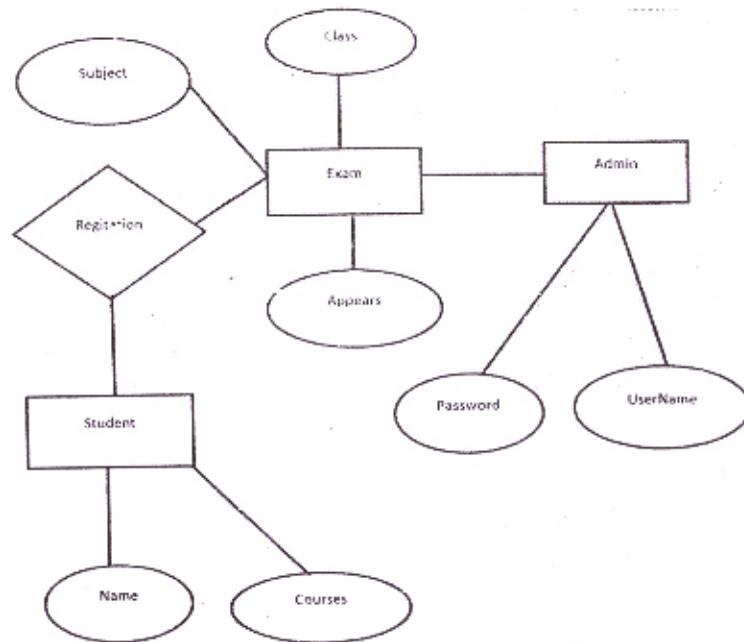 Class
Subject
Exam
Admin
Appears
Password
UserName
Student
Name
Courses